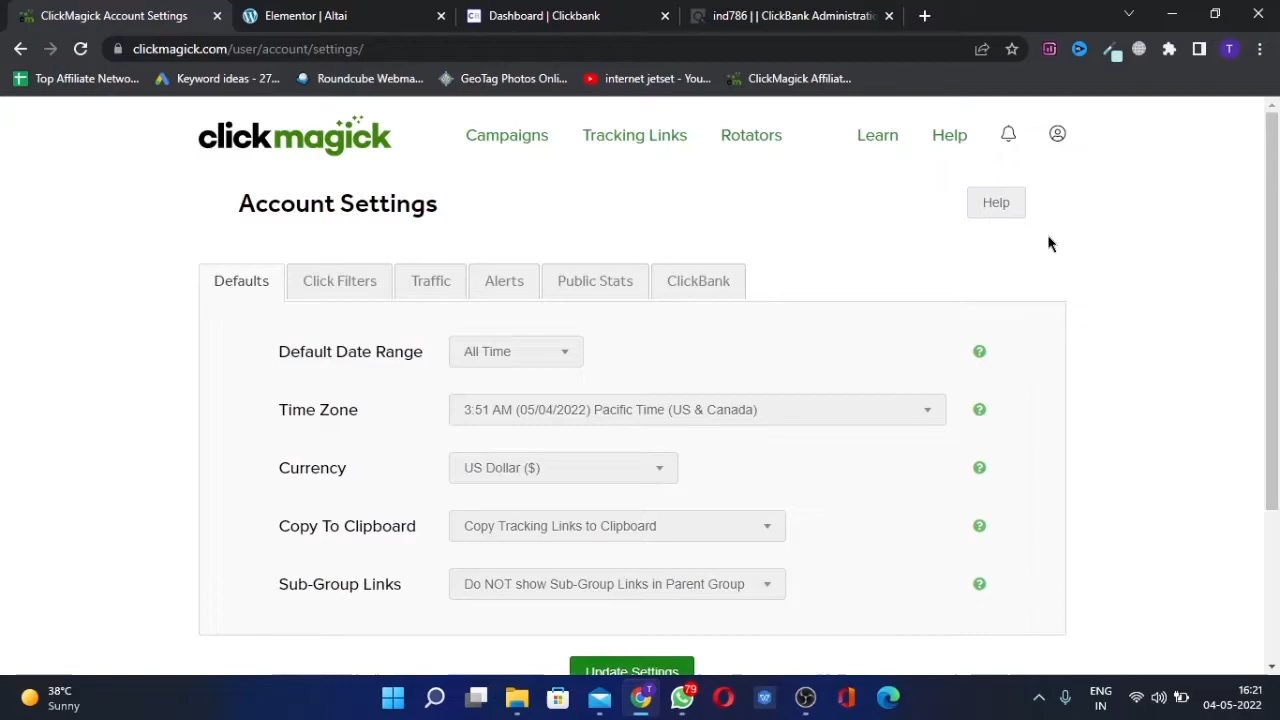 ClickMagick Account Settings
Elementor | Altai
Dashboard | Clickbank
ind786 | | ClickBank Administratio
clickmagick.com/user/account/settings/
T
Top Affiliate Netwo...
Keyword ideas - 27...
Roundcube Webma...
GeoTag Photos Onli...
internet jetset - You...
ClickMagick Affiliat...
clickmagick
Campaigns
Tracking Links
Rotators
Learn
Help
Account Settings
Help
Defaults
Click Filters
Traffic
Alerts
Public Stats
ClickBank
Default Date Range
All Time
?
Time Zone
3:51 AM (05/04/2022) Pacific Time (US & Canada)
?
Currency
US Dollar ($)
?
Copy To Clipboard
Copy Tracking Links to Clipboard
?
Sub-Group Links
Do NOT show Sub-Group Links in Parent Group
?
Update Settings
38°C
Sunny
T
79
ENG
IN
16:21
04-05-2022